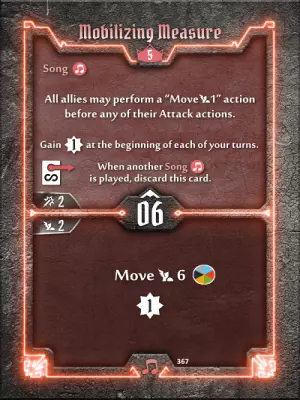 Mobilizing Measure
5
Song
All allies may perform a “Move 1” action
before any of their Attack actions.
Gain 1 at the beginning of each of your turns.
When another Song
is played, discard this card.
2
06
2
Move 6
1
367